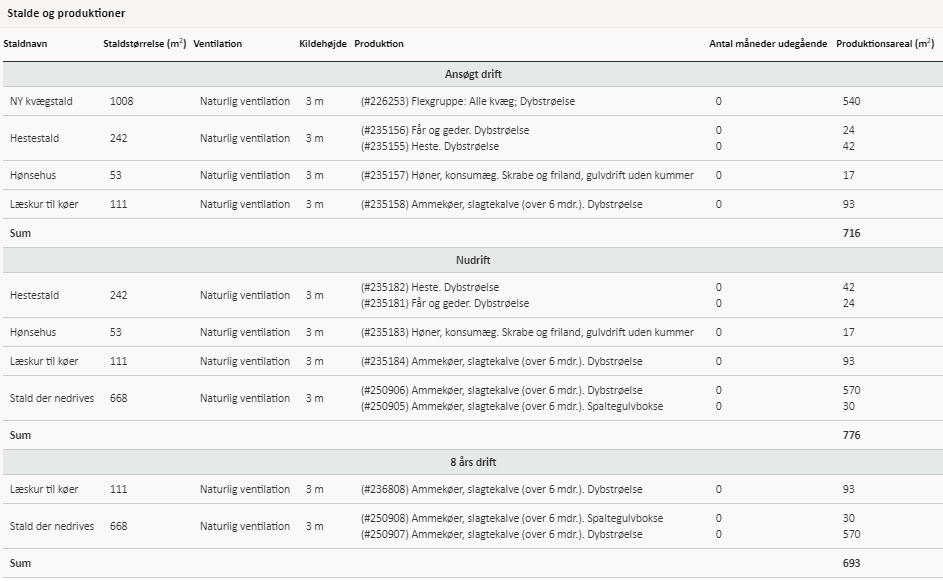 Stalde og produktioner
Staldnavn Staldstørrelse (m²) Ventilation Kildehøjde Produktion Antal måneder udegående Produktionsareal (m²)
Ansøgt drift
NY kvægstald 1008 Naturlig ventilation 3 m (#226253) Flexgruppe: Alle kvæg; Dybstrøelse 0 540
Hestestald 242 Naturlig ventilation 3 m (#235156) Får og geder. Dybstrøelse 0 24
(#235155) Heste. Dybstrøelse 0 42
Hønsehus 53 Naturlig ventilation 3 m (#235157) Høner, konsumæg. Skrabe og friland, gulvdrift uden kummer 0 17
Læskur til køer 111 Naturlig ventilation 3 m (#235158) Ammekøer, slagtekalve (over 6 mdr.). Dybstrøelse 0 93
Sum 716
Nudrift
Hestestald 242 Naturlig ventilation 3 m (#235182) Heste. Dybstrøelse 0 42
(#235181) Får og geder. Dybstrøelse 0 24
Hønsehus 53 Naturlig ventilation 3 m (#235183) Høner, konsumæg. Skrabe og friland, gulvdrift uden kummer 0 17
Læskur til køer 111 Naturlig ventilation 3 m (#235184) Ammekøer, slagtekalve (over 6 mdr.). Dybstrøelse 0 93
Stald der nedrives 668 Naturlig ventilation 3 m (#250906) Ammekøer, slagtekalve (over 6 mdr.). Dybstrøelse 0 570
(#250905) Ammekøer, slagtekalve (over 6 mdr.). Spaltegulvbokse 0 30
Sum 776
8 års drift
Læskur til køer 111 Naturlig ventilation 3 m (#236808) Ammekøer, slagtekalve (over 6 mdr.). Dybstrøelse 0 93
Stald der nedrives 668 Naturlig ventilation 3 m (#250908) Ammekøer, slagtekalve (over 6 mdr.). Spaltegulvbokse 0 30
(#250907) Ammekøer, slagtekalve (over 6 mdr.). Dybstrøelse 0 570
Sum 693